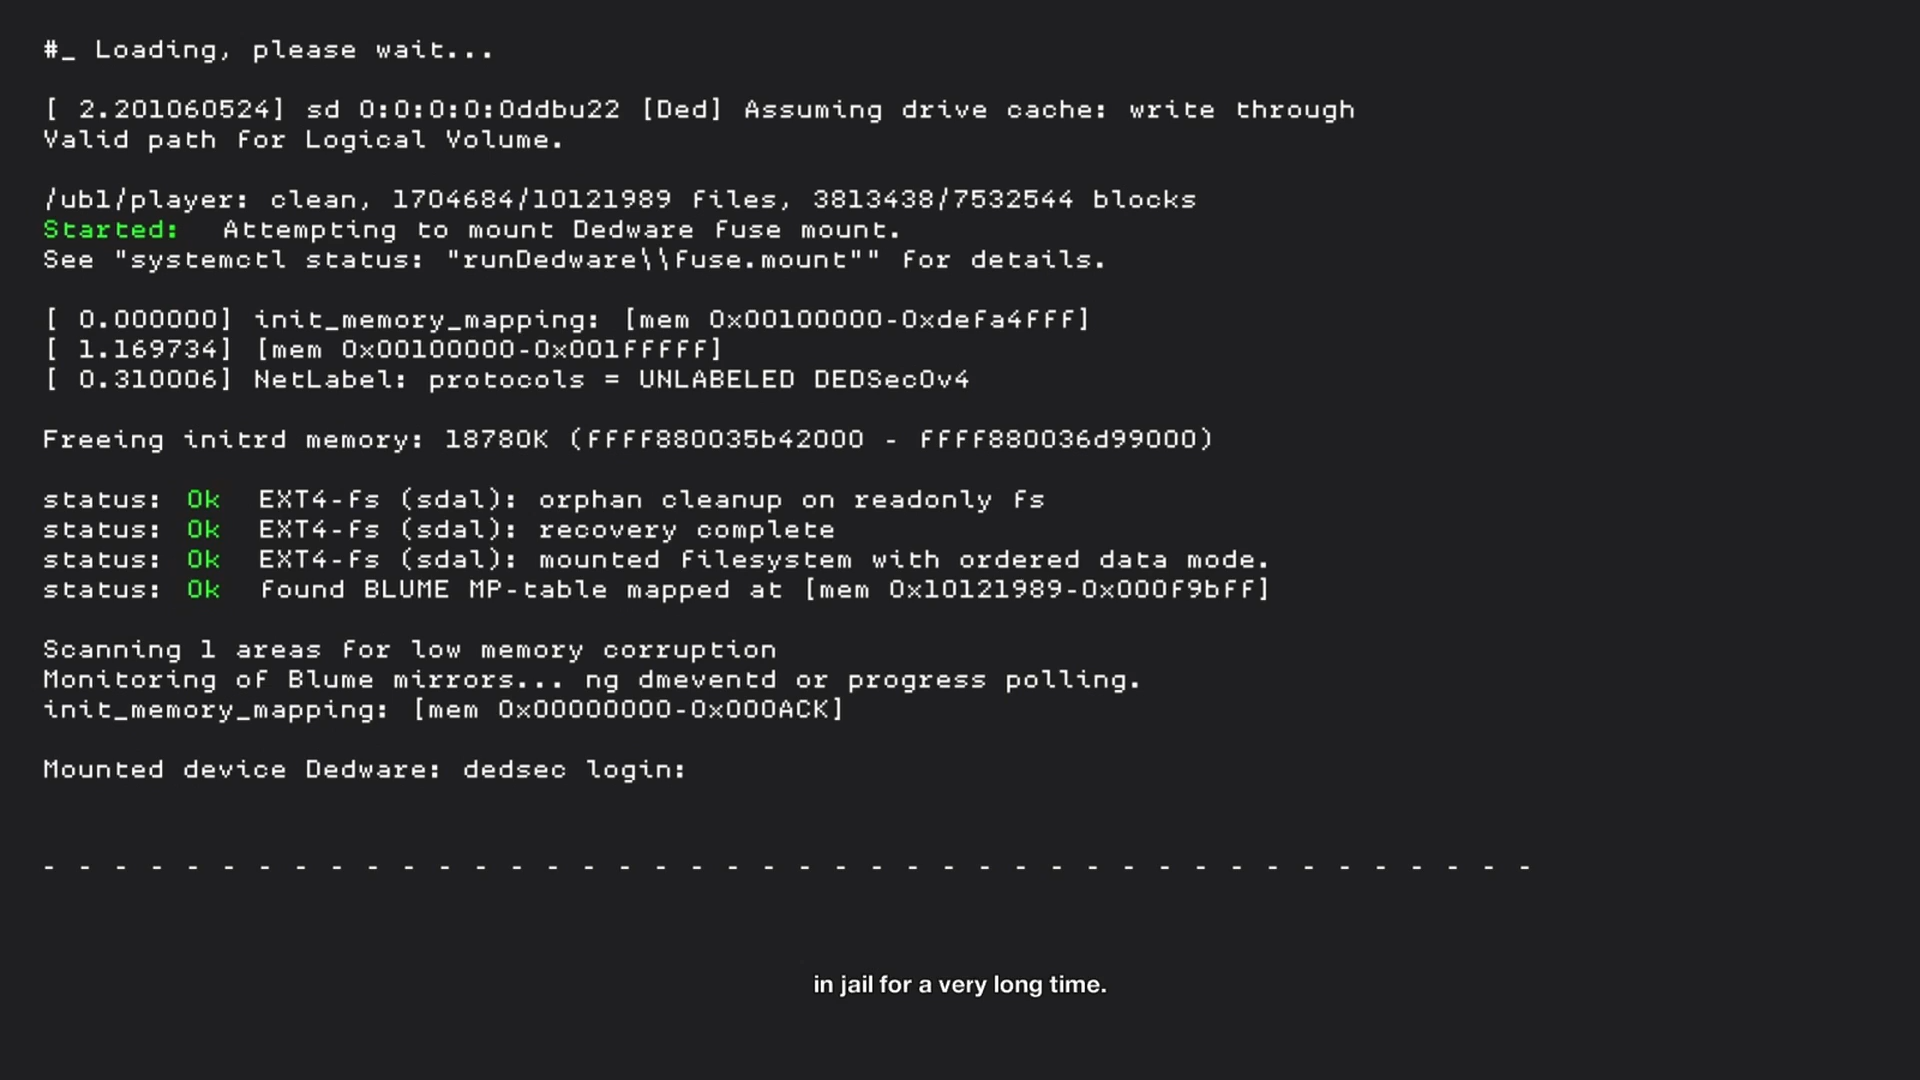 #_ Loading, please wait...
[ 2.201060524] sd 0:0:0:0:0ddbu22 [Ded] Assuming drive cache: write through
Valid path for Logical Volume.
/ubl/player: clean, 1704684/10121989 files, 3813438/7532544 blocks
Started: Attempting to mount Dedware fuse mount.
See "systemctl status: "runDedware\\fuse.mount"" for details.
[ 0.000000] init_memory_mapping: [mem 0x00100000-0xdefa4fff]
[ 1.169734] [mem 0x00100000-0x001fffff]
[ 0.310006] NetLabel: protocols = UNLABELED DEDSecOv4
Freeing initrd memory: 18780K (ffff880035b42000 - ffff880036d99000)
status: Ok EXT4-fs (sdal): orphan cleanup on readonly fs
status: Ok EXT4-fs (sdal): recovery complete
status: Ok EXT4-fs (sdal): mounted filesystem with ordered data mode.
status: Ok found BLUME MP-table mapped at [mem 0x10121989-0x000f9bff]
Scanning 1 areas for low memory corruption
Monitoring of Blume mirrors... ng dmeventd or progress polling.
init_memory_mapping: [mem 0x00000000-0x000ACK]
Mounted device Dedware: dedsec login:
- - - - - - - - - - - - - - - - - - - - - - - - - - - - - - - - - - - - - - - - - -
in jail for a very long time.